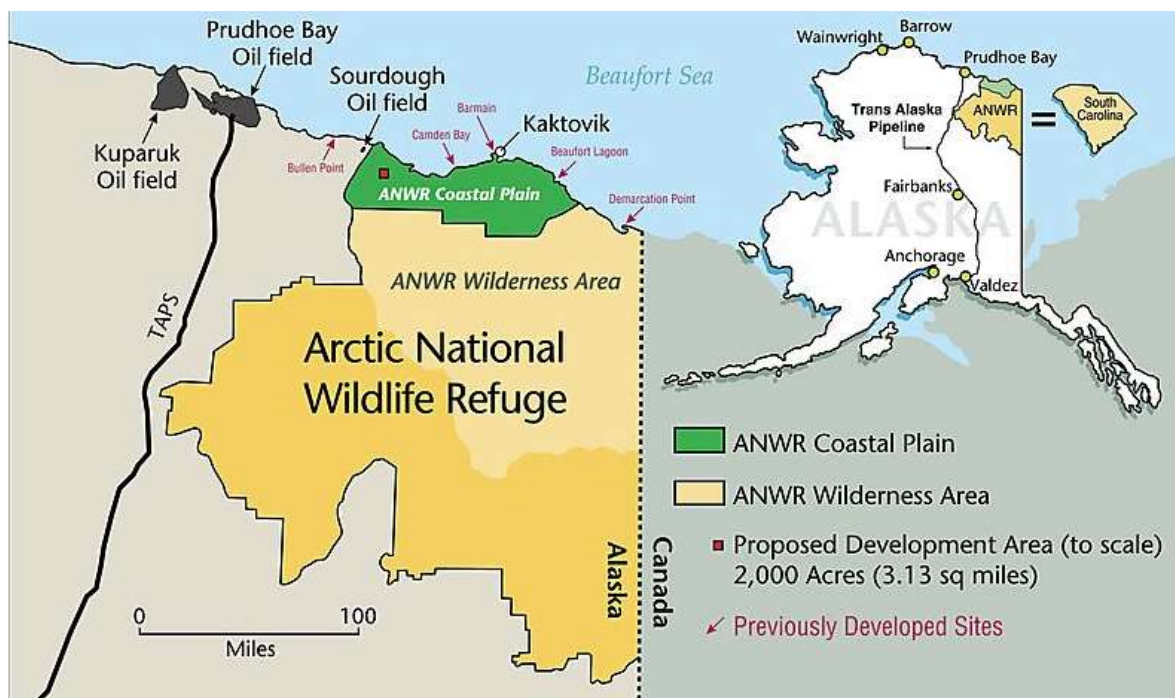 Prudhoe Bay
Oil field
Sourdough
Oil field
Kuparuk
Oil field
Bullen Point
Camden Bay
Barmain
Kaktovik
Beaufort Lagoon
Demarcation Point
Beaufort Sea
ANWR Coastal Plain
ANWR Wilderness Area
Arctic National
Wildlife Refuge
TAPS
0
100
Miles
Alaska
Canada
Wainwright
Barrow
Prudhoe Bay
ANWR
=
South
Carolina
Trans Alaska
Pipeline
Fairbanks
ALASKA
Anchorage
Valdez
ANWR Coastal Plain
ANWR Wilderness Area
Proposed Development Area (to scale)
2,000 Acres (3.13 sq miles)
Previously Developed Sites